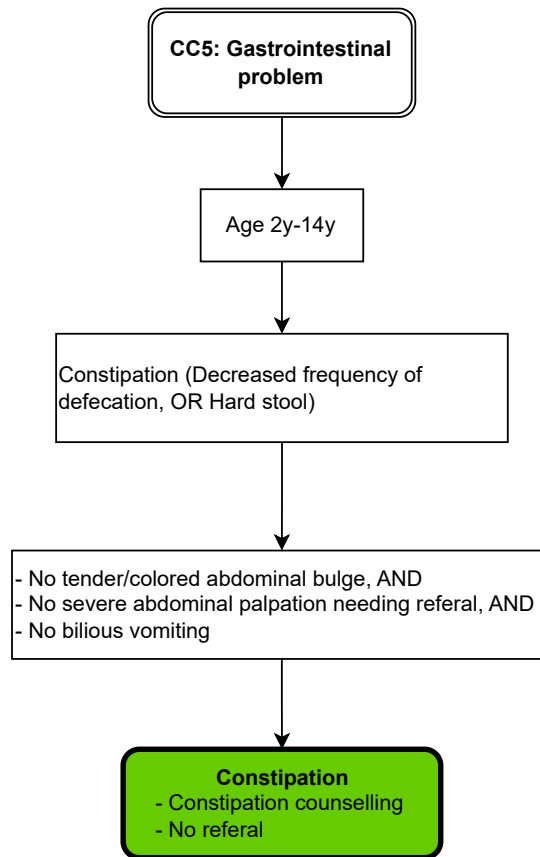 CC5: Gastrointestinal
problem
Age 2y-14y
Constipation (Decreased frequency of
defecation, OR Hard stool)
- No tender/colored abdominal bulge, AND
- No severe abdominal palpation needing referal, AND
- No bilious vomiting
Constipation
- Constipation counselling
- No referal